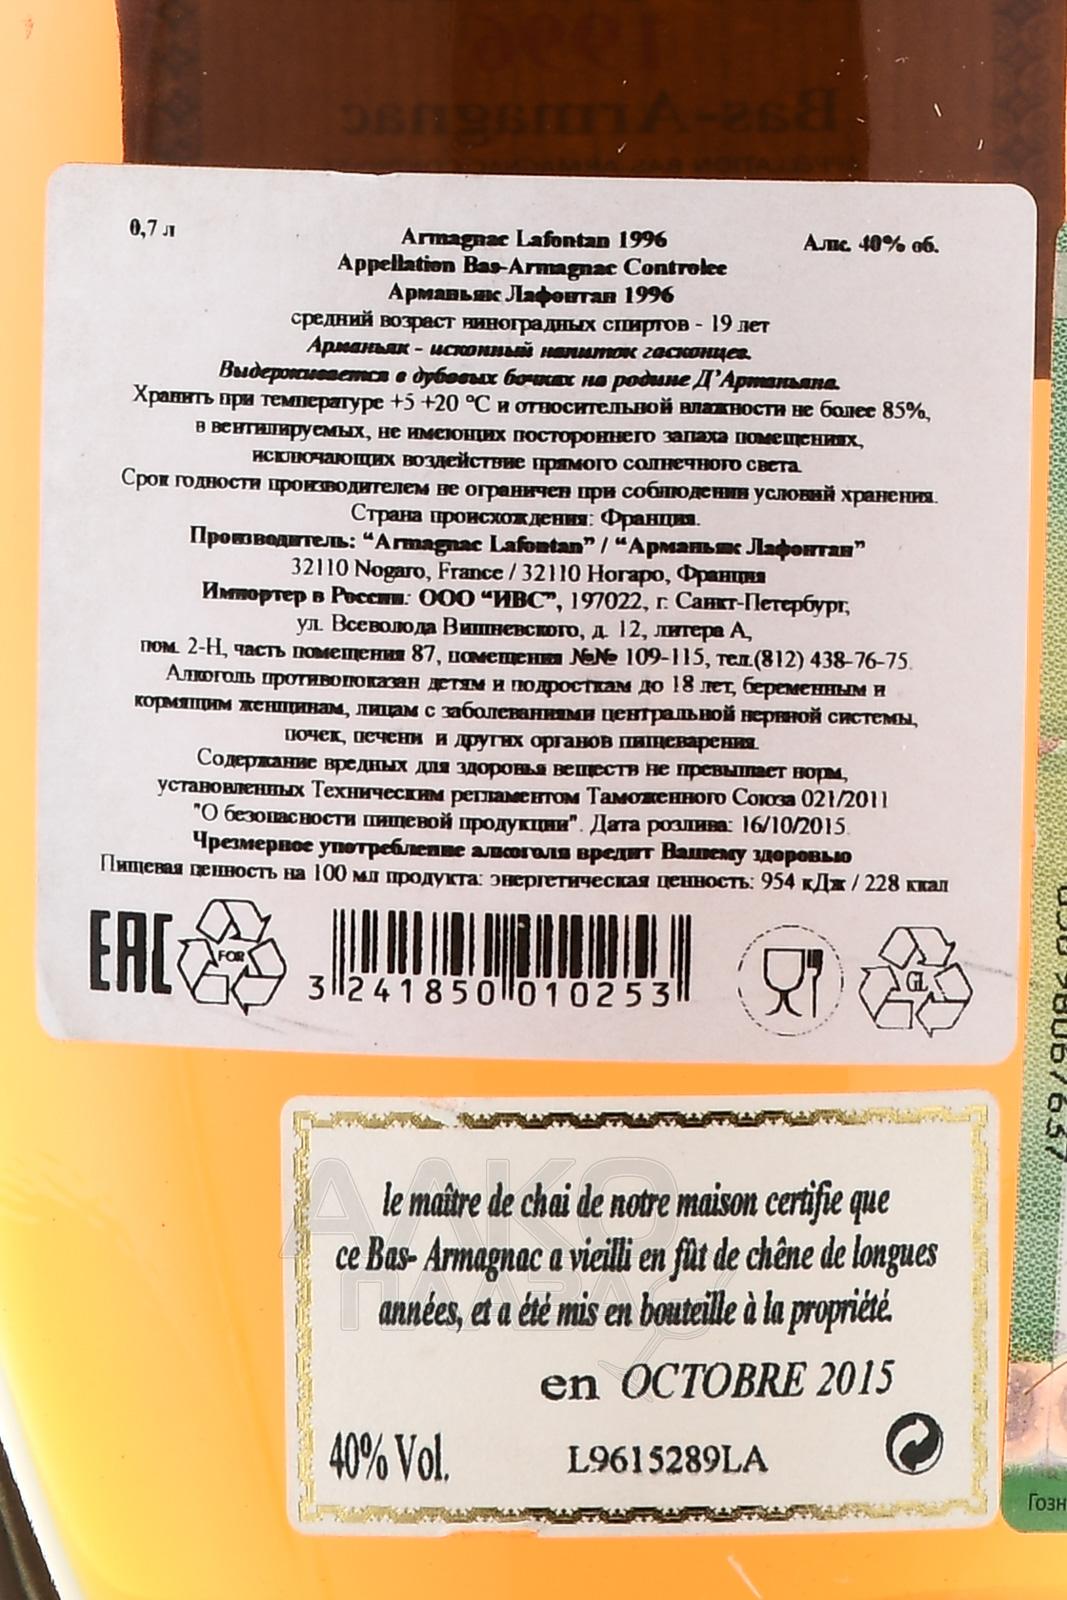 1996
Bas-Armagnac
0,7 л
Armagnac Lafontan 1996
Алк. 40% об.
Appellation Bas-Armagnac Controlee
Арманьяк Лафонтан 1996
средний возраст виноградных спиртов - 19 лет
Арманьяк - исконный напиток гасконцев.
Выдерживается в дубовых бочках на родине Д'Артаньяна.
Хранить при температуре +5 +20 °C и относительной влажности не более 85%,
в вентилируемых, не имеющих постороннего запаха помещениях,
исключающих воздействие прямого солнечного света.
Срок годности производителем не ограничен при соблюдении условий хранения.
Страна происхождения: Франция.
Производитель: “Armagnac Lafontan” / “Арманьяк Лафонтан”
32110 Nogaro, France / 32110 Ногаро, Франция
Импортер в России: ООО “ИВС”, 197022, г. Санкт-Петербург,
ул. Всеволода Вишневского, д. 12, литера А,
пом. 2-Н, часть помещения 87, помещения №№ 109-115, тел.(812) 438-76-75.
Алкоголь противопоказан детям и подросткам до 18 лет, беременным и
кормящим женщинам, лицам с заболеваниями центральной нервной системы,
почек, печени и других органов пищеварения.
Содержание вредных для здоровья веществ не превышает норм,
установленных Техническим регламентом Таможенного Союза 021/2011
"О безопасности пищевой продукции". Дата розлива: 16/10/2015.
Чрезмерное употребление алкоголя вредит Вашему здоровью
Пищевая ценность на 100 мл продукта: энергетическая ценность: 954 кДж / 228 ккал
EAC
FOR
3 241850 010253
GL
le maître de chai de notre maison certifie que
ce Bas- Armagnac a vieilli en fût de chêne de longues
années, et a été mis en bouteille à la propriété.
en OCTOBRE 2015
40% Vol.
L9615289LA
АЛКО
ПЛАЗА
Гозн